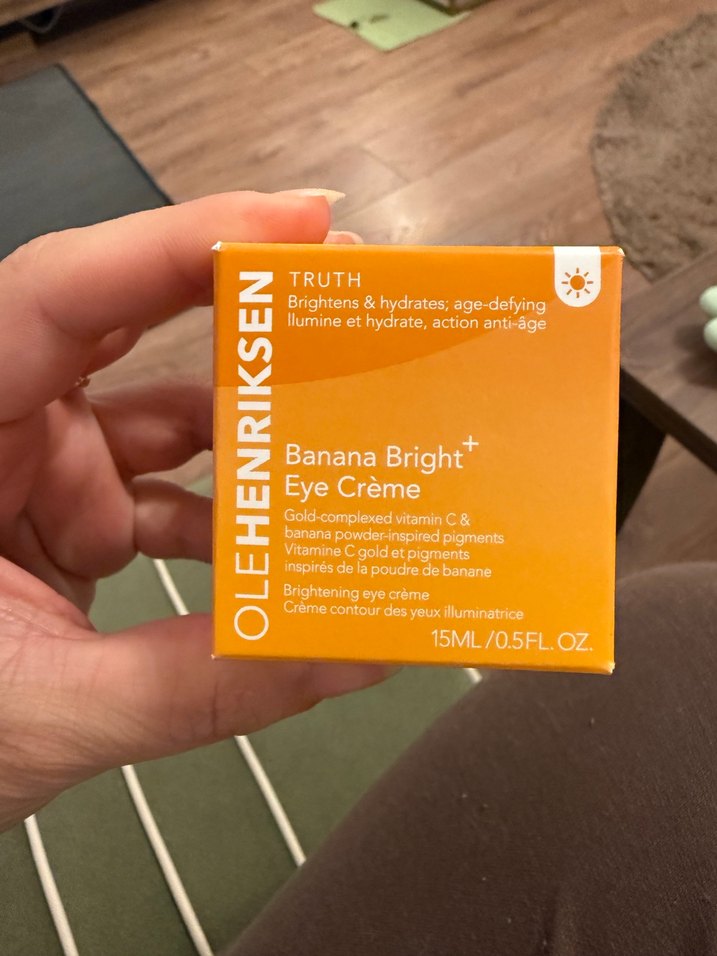 OLEHENRIKSEN
TRUTH
Brightens & hydrates; age-defying
Ilumine et hydrate, action anti-âge
Banana Bright+
Eye Crème
Gold-complexed vitamin C &
banana powder-inspired pigments
Vitamine C gold et pigments
inspirés de la poudre de banane
Brightening eye crème
Crème contour des yeux illuminatrice
15ML/0.5FL. OZ.